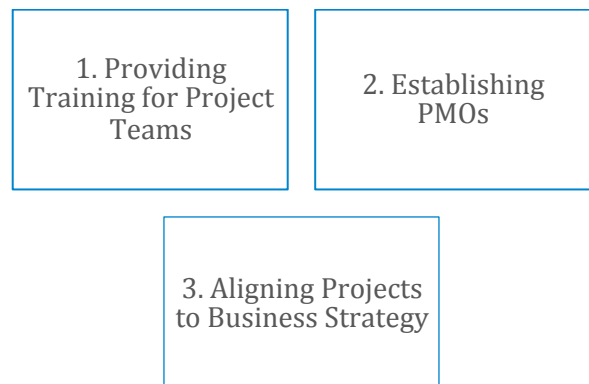 1. Providing
Training for Project
Teams
2. Establishing
PMOs
3. Aligning Projects
to Business Strategy